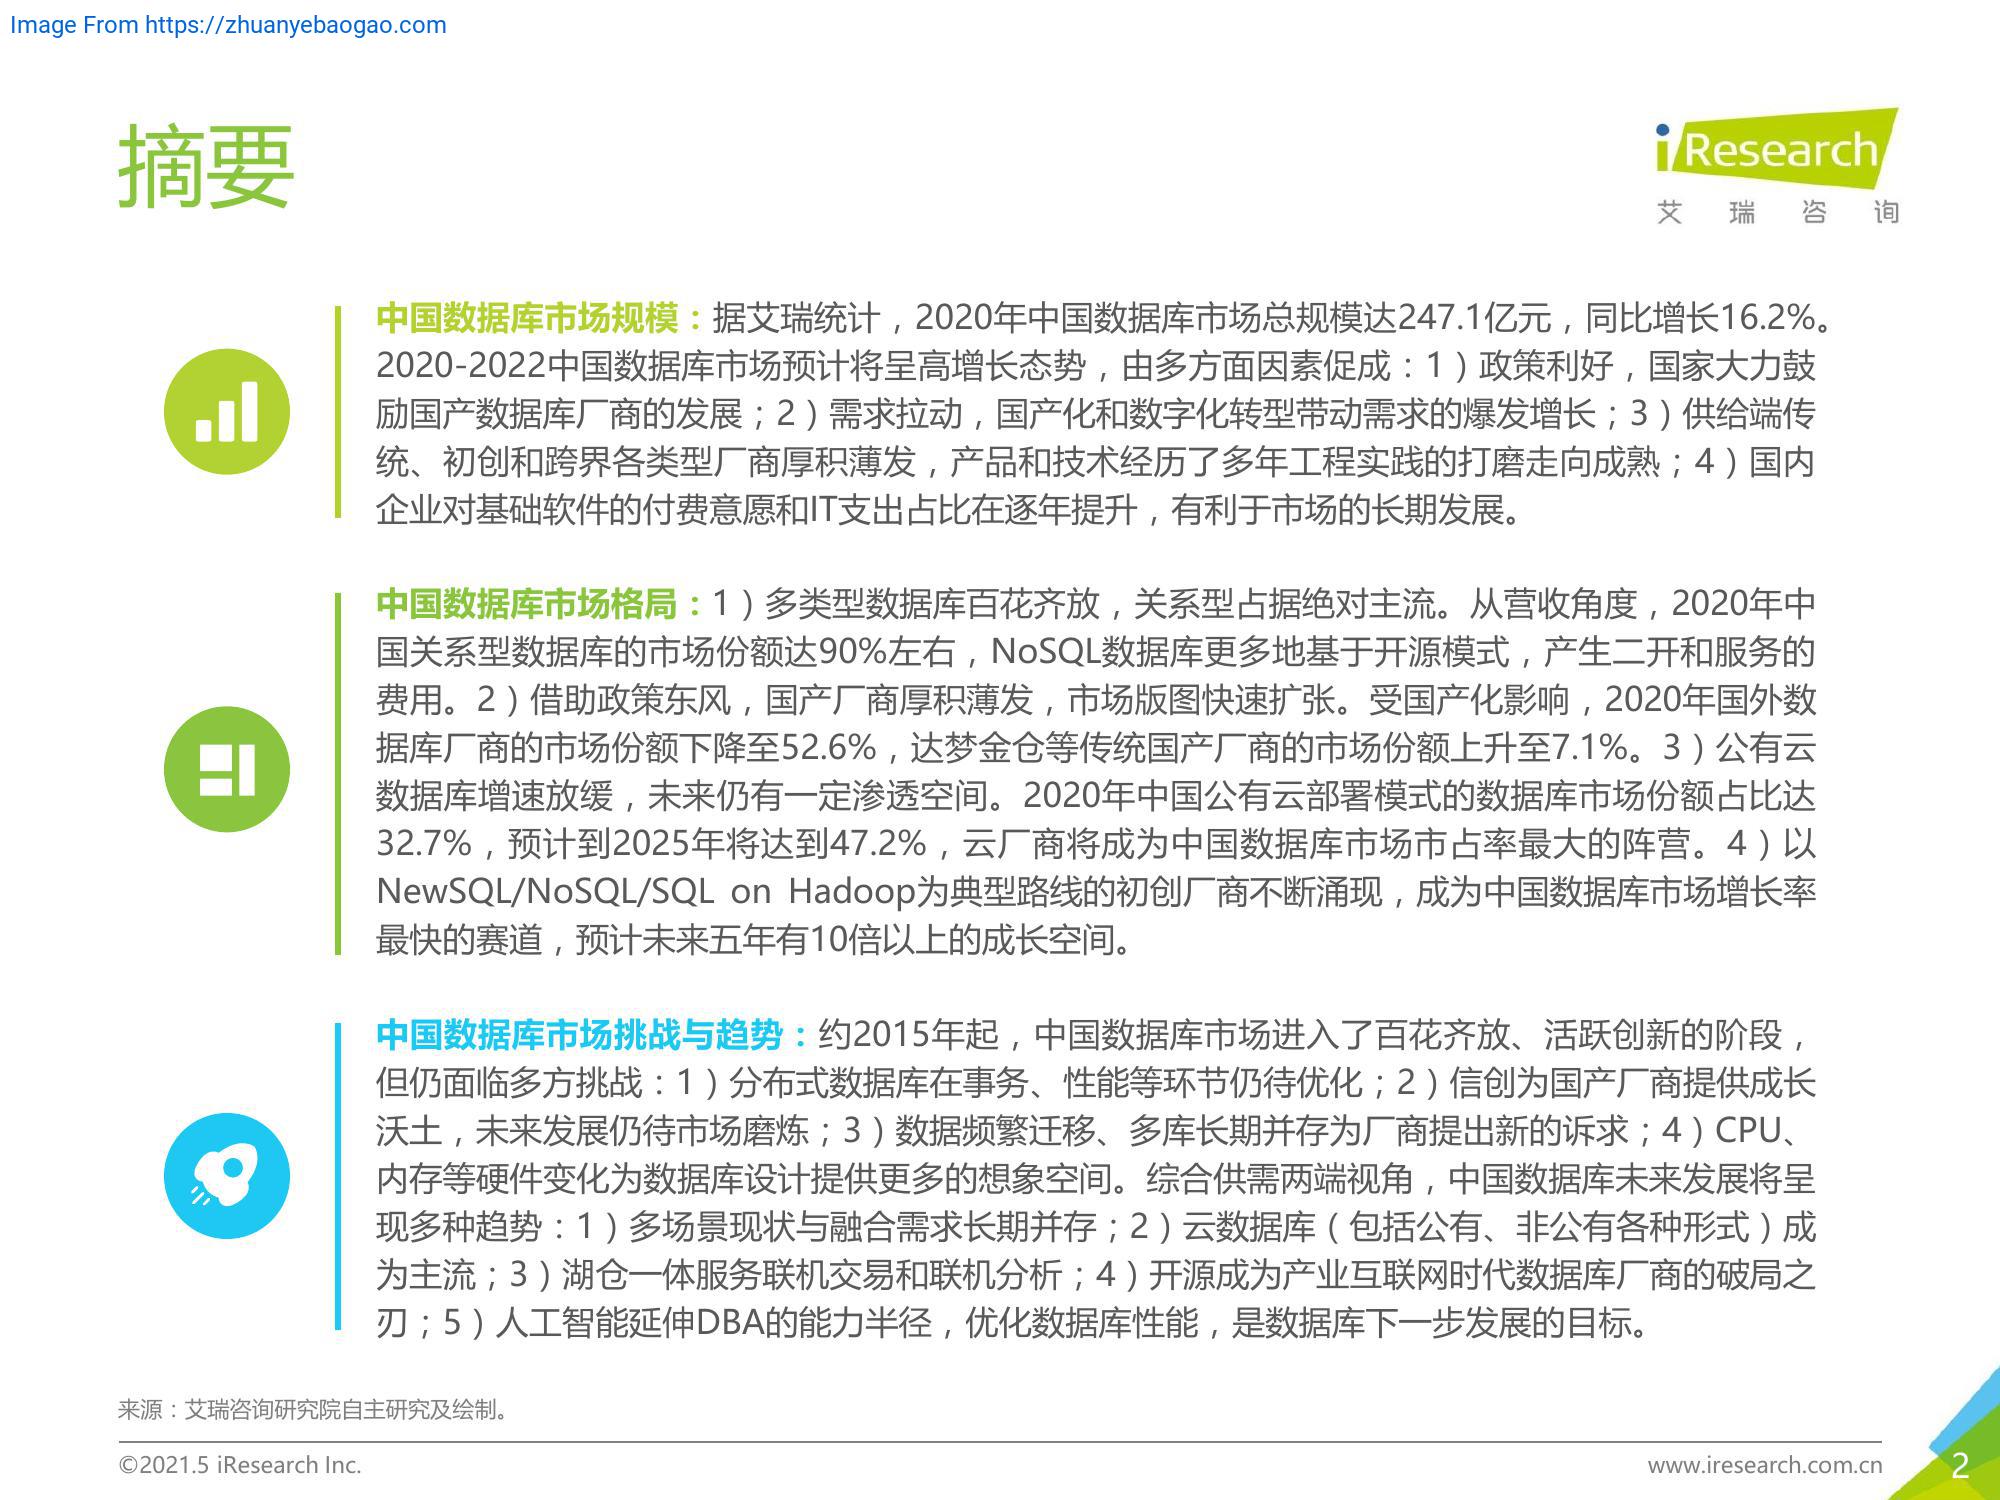 Image From https://zhuanyebaogao.com
摘要
iResearch
艾瑞咨询
中国数据库市场规模：据艾瑞统计，2020年中国数据库市场总规模达247.1亿元，同比增长16.2%。
2020-2022中国数据库市场预计将呈高增长态势，由多方面因素促成：1）政策利好，国家大力鼓
励国产数据库厂商的发展；2）需求拉动，国产化和数字化转型带动需求的爆发增长；3）供给端传
统、初创和跨界各类型厂商厚积薄发，产品和技术经历了多年工程实践的打磨走向成熟；4）国内
企业对基础软件的付费意愿和IT支出占比在逐年提升，有利于市场的长期发展。
中国数据库市场格局：1）多类型数据库百花齐放，关系型占据绝对主流。从营收角度，2020年中
国关系型数据库的市场份额达90%左右，NoSQL数据库更多地基于开源模式，产生二开和服务的
费用。2）借助政策东风，国产厂商厚积薄发，市场版图快速扩张。受国产化影响，2020年国外数
据库厂商的市场份额下降至52.6%，达梦金仓等传统国产厂商的市场份额上升至7.1%。3）公有云
数据库增速放缓，未来仍有一定渗透空间。2020年中国公有云部署模式的数据库市场份额占比达
32.7%，预计到2025年将达到47.2%，云厂商将成为中国数据库市场市占率最大的阵营。4）以
NewSQL/NoSQL/SQL on Hadoop为典型路线的初创厂商不断涌现，成为中国数据库市场增长率
最快的赛道，预计未来五年有10倍以上的成长空间。
中国数据库市场挑战与趋势：约2015年起，中国数据库市场进入了百花齐放、活跃创新的阶段，
但仍面临多方挑战：1）分布式数据库在事务、性能等环节仍待优化；2）信创为国产厂商提供成长
沃土，未来发展仍待市场磨炼；3）数据频繁迁移、多库长期并存为厂商提出新的诉求；4）CPU、
内存等硬件变化为数据库设计提供更多的想象空间。综合供需两端视角，中国数据库未来发展将呈
现多种趋势：1）多场景现状与融合需求长期并存；2）云数据库（包括公有、非公有各种形式）成
为主流；3）湖仓一体服务联机交易和联机分析；4）开源成为产业互联网时代数据库厂商的破局之
刃；5）人工智能延伸DBA的能力半径，优化数据库性能，是数据库下一步发展的目标。
来源：艾瑞咨询研究院自主研究及绘制。
©2021.5 iResearch Inc.
www.iresearch.com.cn
2